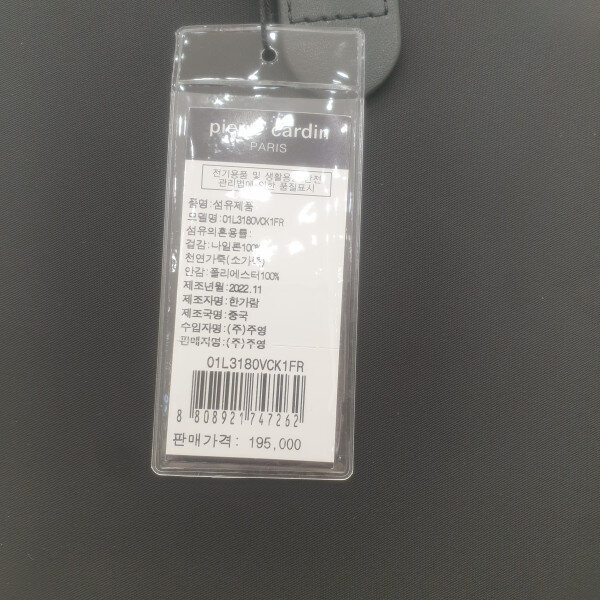 pierre cardin
PARIS
전기용품 및 생활용품안전
관리법에 의한 품질표시
품명:섬유제품
모델명:01L3180VCK1FR
섬유의혼용률:
겉감:나일론100%
천연가죽(소가죽)
안감:폴리에스터100%
제조년월:2022.11
제조자명:한가람
제조국명:중국
수입자명:(주)주영
판매자명:(주)주영
01L3180VCK1FR
8 808921 747262
판매가격: 195,000